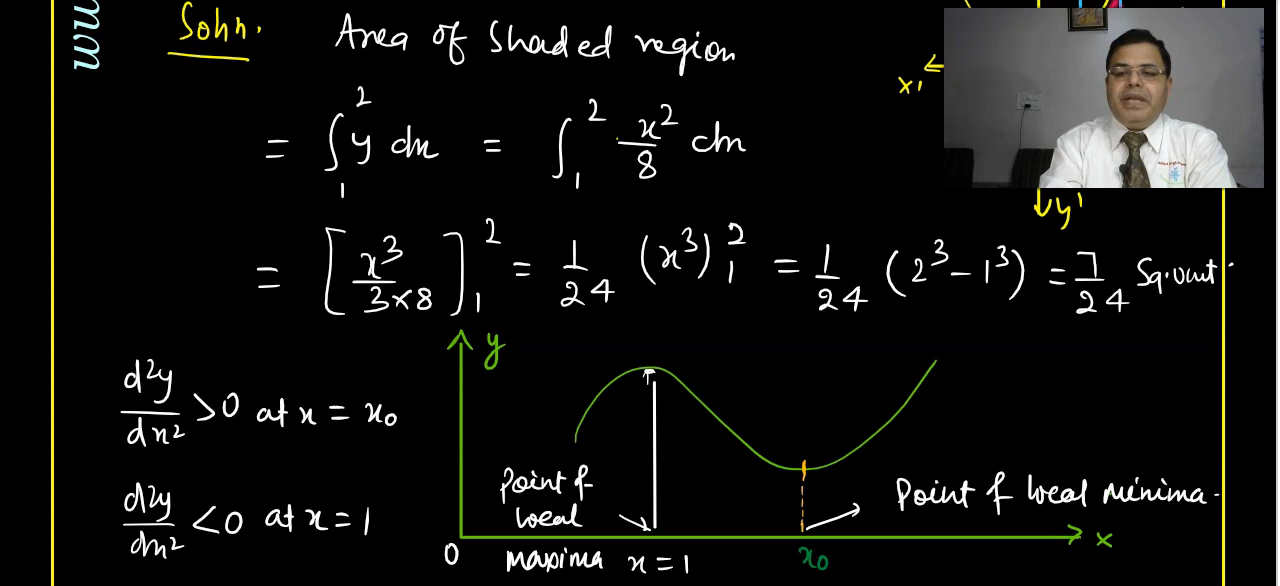 Sohn.
Area of Shaded region
= ∫₁² y dx = ∫₁² x²/8 dx
= [x³/3×8]₁² = 1/24 (x³)₁² = 1/24 (2³ − 1³) = 7/24 Sq. unit.
x'
y'
d²y/dx² > 0 at x = x₀
d²y/dx² < 0 at x = 1
y
Point of
local
maxima x = 1
Point of local minima.
0
x₀
x